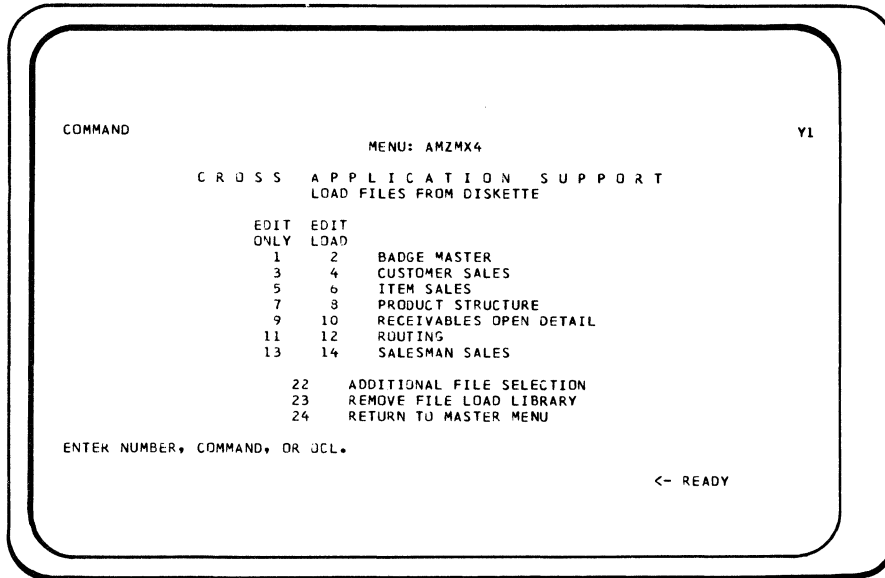 COMMAND Y1
MENU: AMZMX4
C R O S S A P P L I C A T I O N S U P P O R T
LOAD FILES FROM DISKETTE
EDIT EDIT
ONLY LOAD
1 2 BADGE MASTER
3 4 CUSTOMER SALES
5 6 ITEM SALES
7 8 PRODUCT STRUCTURE
9 10 RECEIVABLES OPEN DETAIL
11 12 ROUTING
13 14 SALESMAN SALES
22 ADDITIONAL FILE SELECTION
23 REMOVE FILE LOAD LIBRARY
24 RETURN TO MASTER MENU
ENTER NUMBER, COMMAND, OR OCL.
<- READY